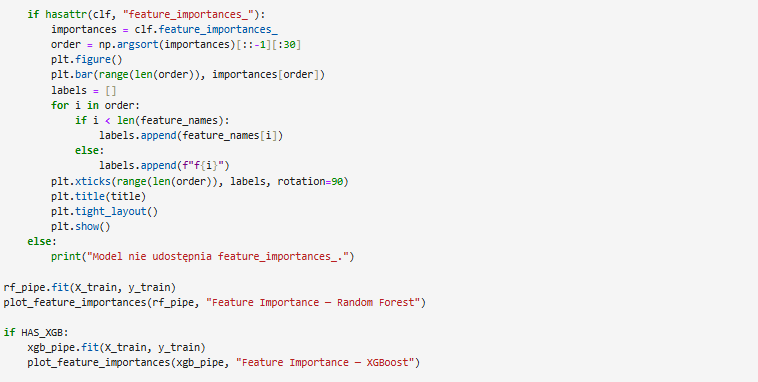 if hasattr(clf, "feature_importances_"):
importances = clf.feature_importances_
order = np.argsort(importances)[::-1][:30]
plt.figure()
plt.bar(range(len(order)), importances[order])
labels = []
for i in order:
if i < len(feature_names):
labels.append(feature_names[i])
else:
labels.append(f"f{i}")
plt.xticks(range(len(order)), labels, rotation=90)
plt.title(title)
plt.tight_layout()
plt.show()
else:
print("Model nie udostępnia feature_importances_.")
rf_pipe.fit(X_train, y_train)
plot_feature_importances(rf_pipe, "Feature Importance — Random Forest")
if HAS_XGB:
xgb_pipe.fit(X_train, y_train)
plot_feature_importances(xgb_pipe, "Feature Importance — XGBoost")